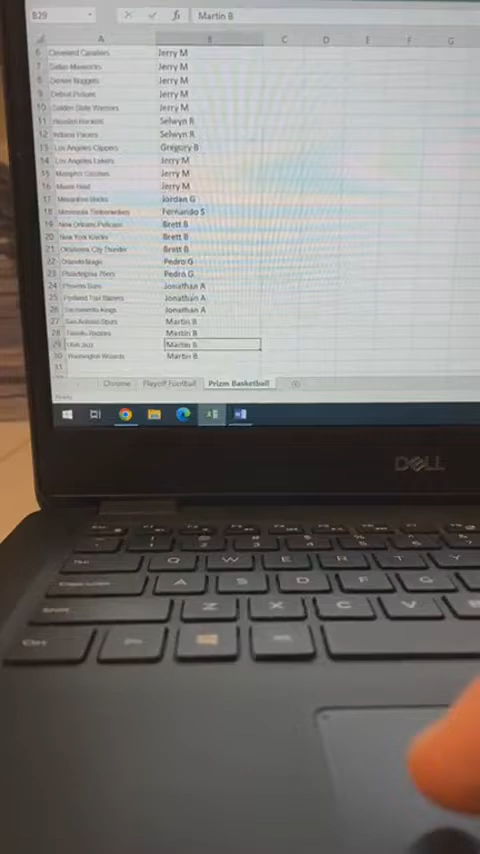 B29 fx Martin B
A B C D E F G
6 Cleveland Cavaliers Jerry M
7 Dallas Mavericks Jerry M
8 Denver Nuggets Jerry M
9 Detroit Pistons Jerry M
10 Golden State Warriors Jerry M
11 Houston Rockets Selwyn R
12 Indiana Pacers Selwyn R
13 Los Angeles Clippers Gregory B
14 Los Angeles Lakers Jerry M
15 Memphis Grizzlies Jerry M
16 Miami Heat Jerry M
17 Milwaukee Bucks Jordan G
18 Minnesota Timberwolves Fernando S
19 New Orleans Pelicans Brett B
20 New York Knicks Brett B
21 Oklahoma City Thunder Brett B
22 Orlando Magic Pedro G
23 Philadelphia 76ers Pedro G
24 Phoenix Suns Jonathan A
25 Portland Trail Blazers Jonathan A
26 Sacramento Kings Jonathan A
27 San Antonio Spurs Martin B
28 Toronto Raptors Martin B
29 Utah Jazz Martin B
30 Washington Wizards Martin B
31
Chrome Playoff Football Prizm Basketball
DELL
Q W E R T Y
A S D F G
Z X C V